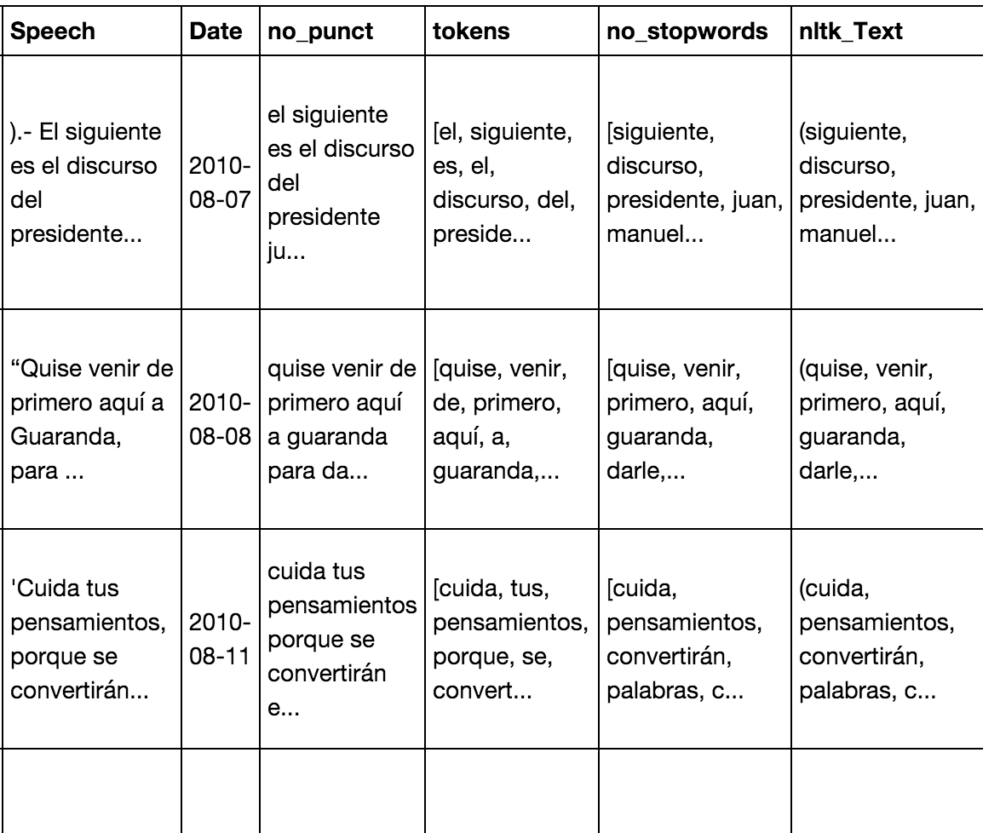 Speech Date no_punct tokens no_stopwords nltk_Text
).- El siguiente
es el discurso
del
presidente...
2010-
08-07
el siguiente
es el discurso
del
presidente
ju...
[el, siguiente,
es, el,
discurso, del,
preside...
[siguiente,
discurso,
presidente, juan,
manuel...
(siguiente,
discurso,
presidente, juan,
manuel...
“Quise venir de
primero aquí a
Guaranda,
para ...
2010-
08-08
quise venir de
primero aquí
a guaranda
para da...
[quise, venir,
de, primero,
aquí, a,
guaranda,...
[quise, venir,
primero, aquí,
guaranda,
darle,...
(quise, venir,
primero, aquí,
guaranda,
darle,...
'Cuida tus
pensamientos,
porque se
convertirán...
2010-
08-11
cuida tus
pensamientos
porque se
convertirán
e...
[cuida, tus,
pensamientos,
porque, se,
convert...
[cuida,
pensamientos,
convertirán,
palabras, c...
(cuida,
pensamientos,
convertirán,
palabras, c...